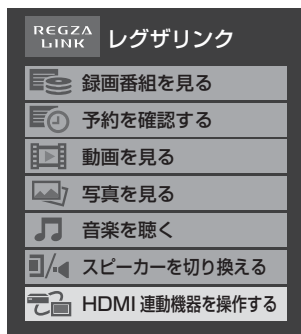 REGZA
LINK
レグザリンク
録画番組を見る
予約を確認する
動画を見る
写真を見る
音楽を聴く
スピーカーを切り換える
HDMI 連動機器を操作する